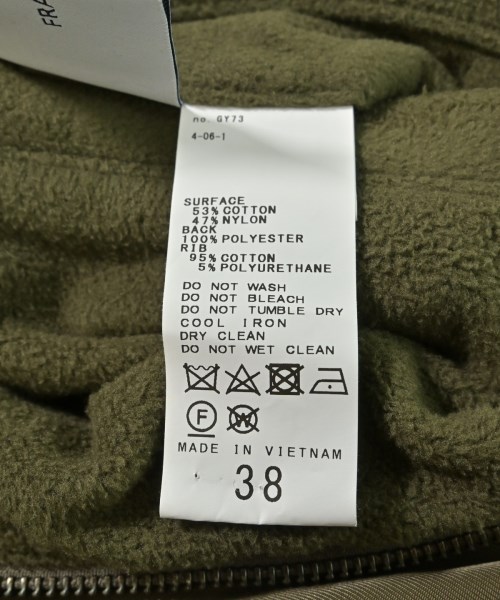 FRA
no. GY73
4-06-1
SURFACE
53% COTTON
47% NYLON
BACK
100% POLYESTER
RIB
95% COTTON
5% POLYURETHANE
DO NOT WASH
DO NOT BLEACH
DO NOT TUMBLE DRY
COOL IRON
DRY CLEAN
DO NOT WET CLEAN
F W
MADE IN VIETNAM
38